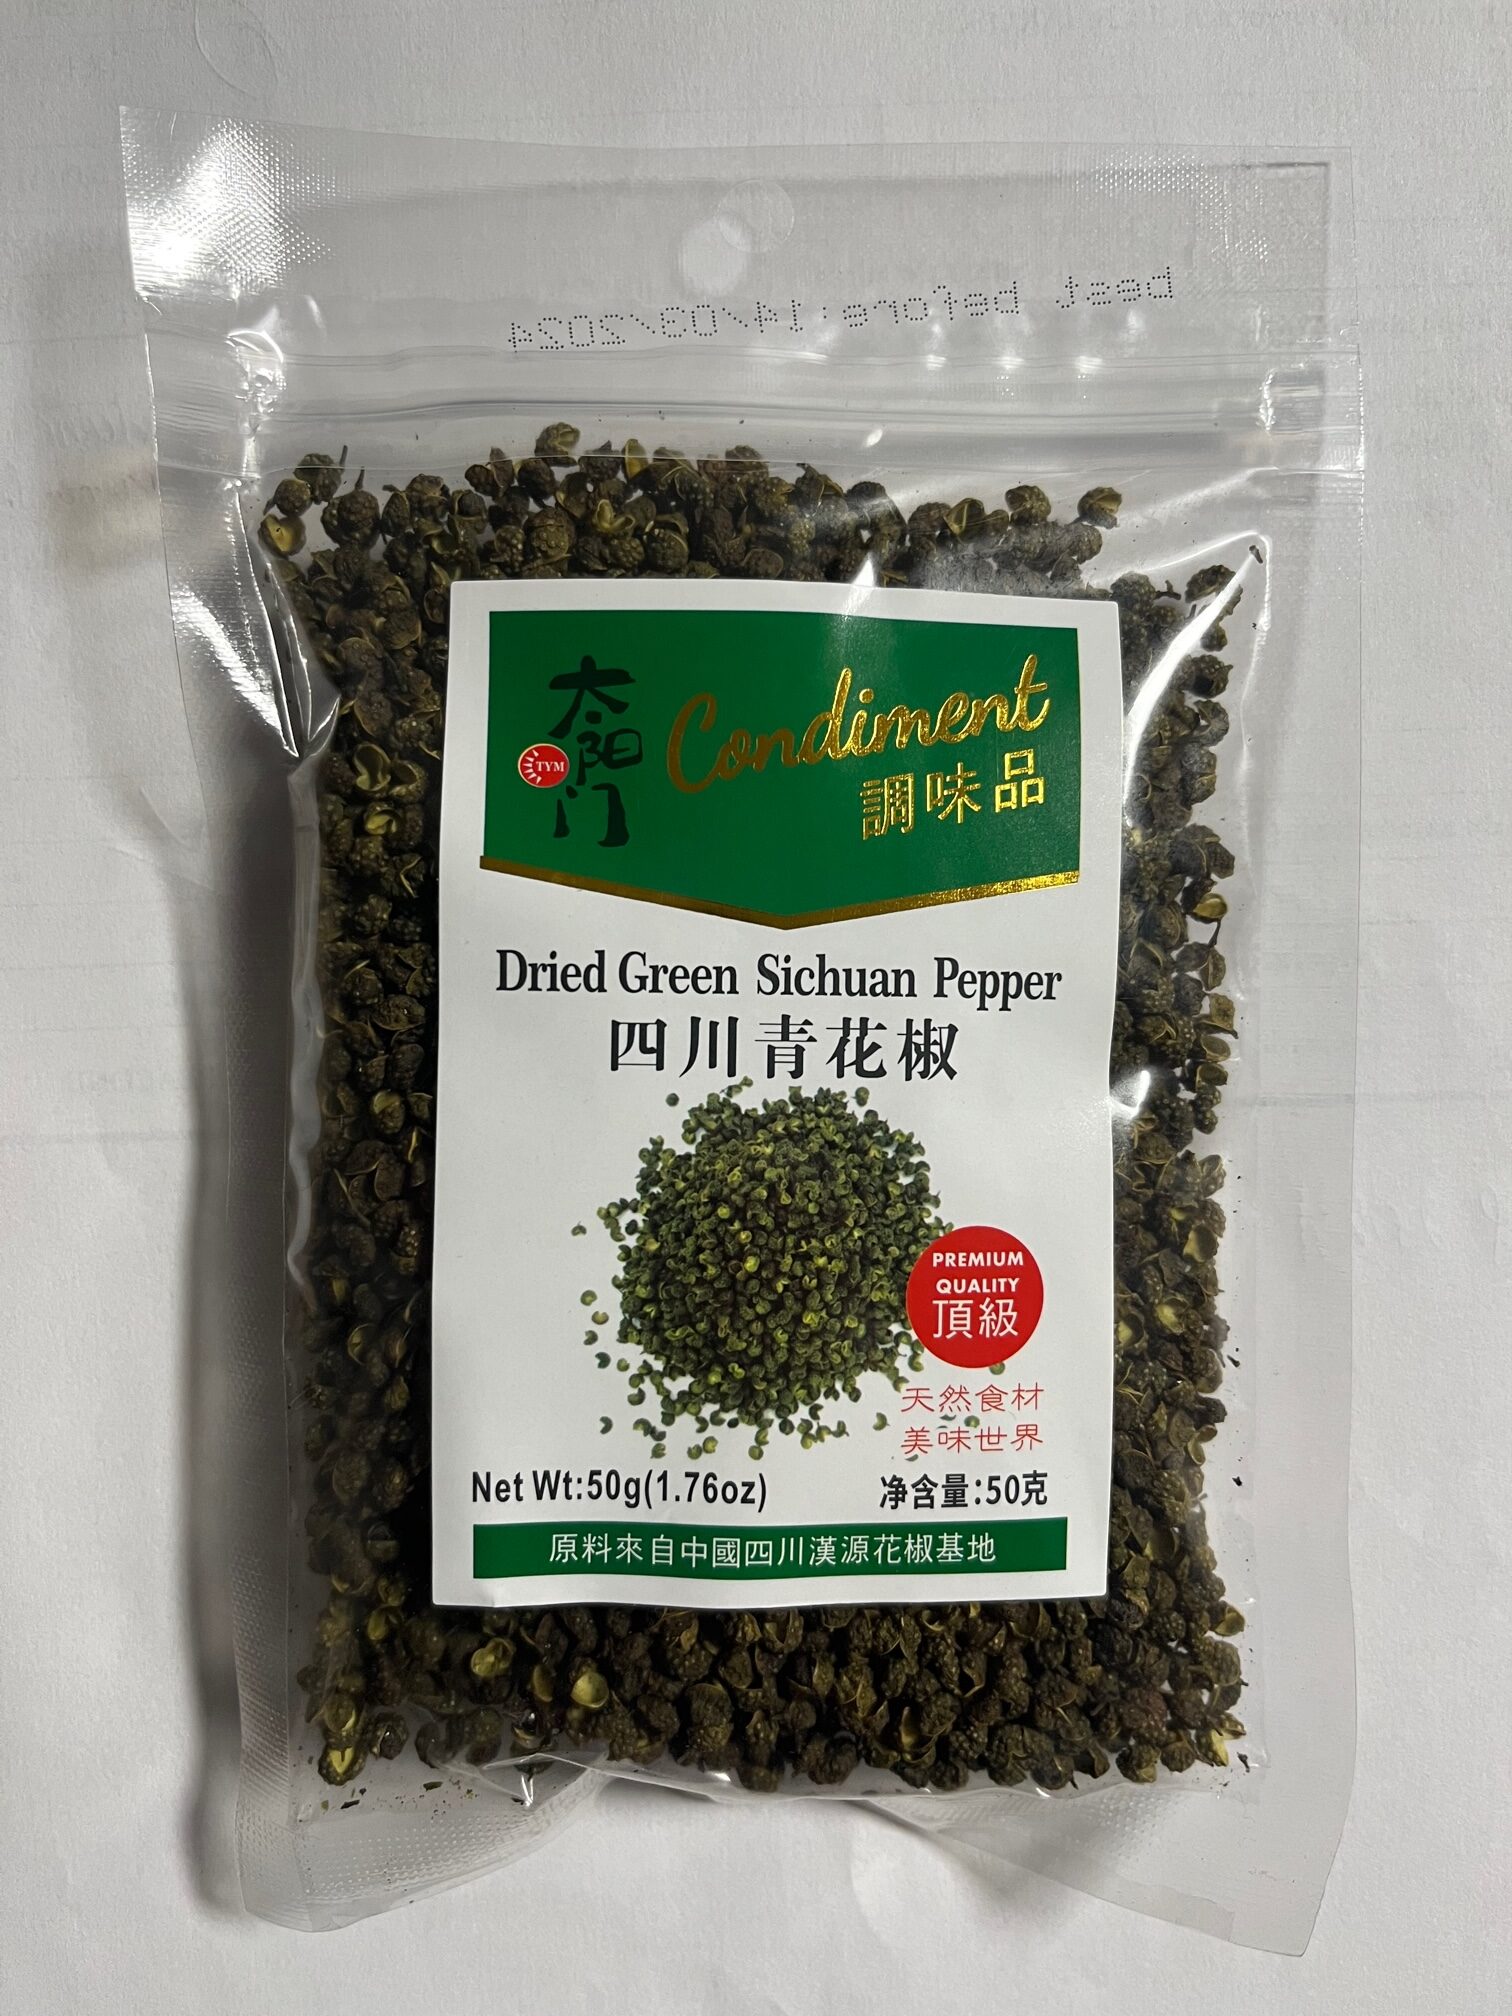 best before:14/03/2024
太阳门
TYM
Condiment
調味品
Dried Green Sichuan Pepper
四川青花椒
PREMIUM
QUALITY
頂級
天然食材
美味世界
Net Wt:50g(1.76oz)
净含量:50克
原料來自中國四川漢源花椒基地